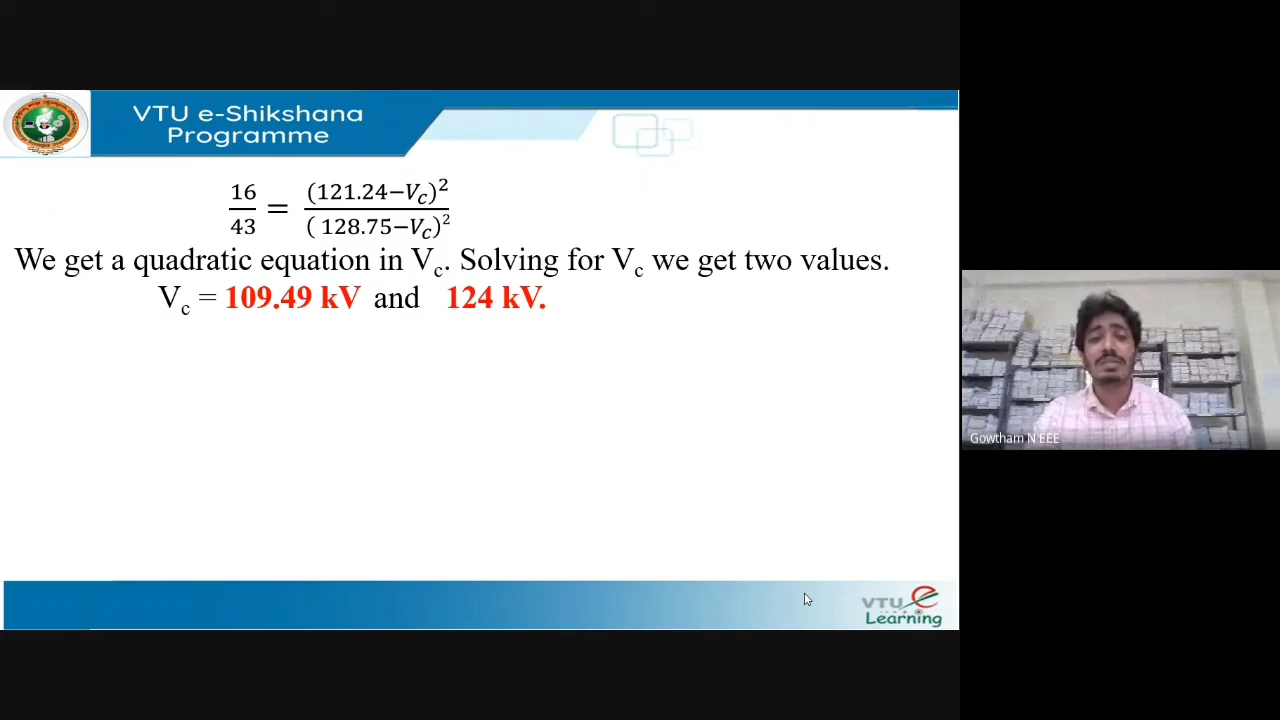 VTU e-Shikshana
Programme
16/43 = (121.24−V_C)²/( 128.75−V_C)²
We get a quadratic equation in V_c. Solving for V_c we get two values.
V_c = 109.49 kV and 124 kV.
Gowtham N EEE
VTU e
Learning